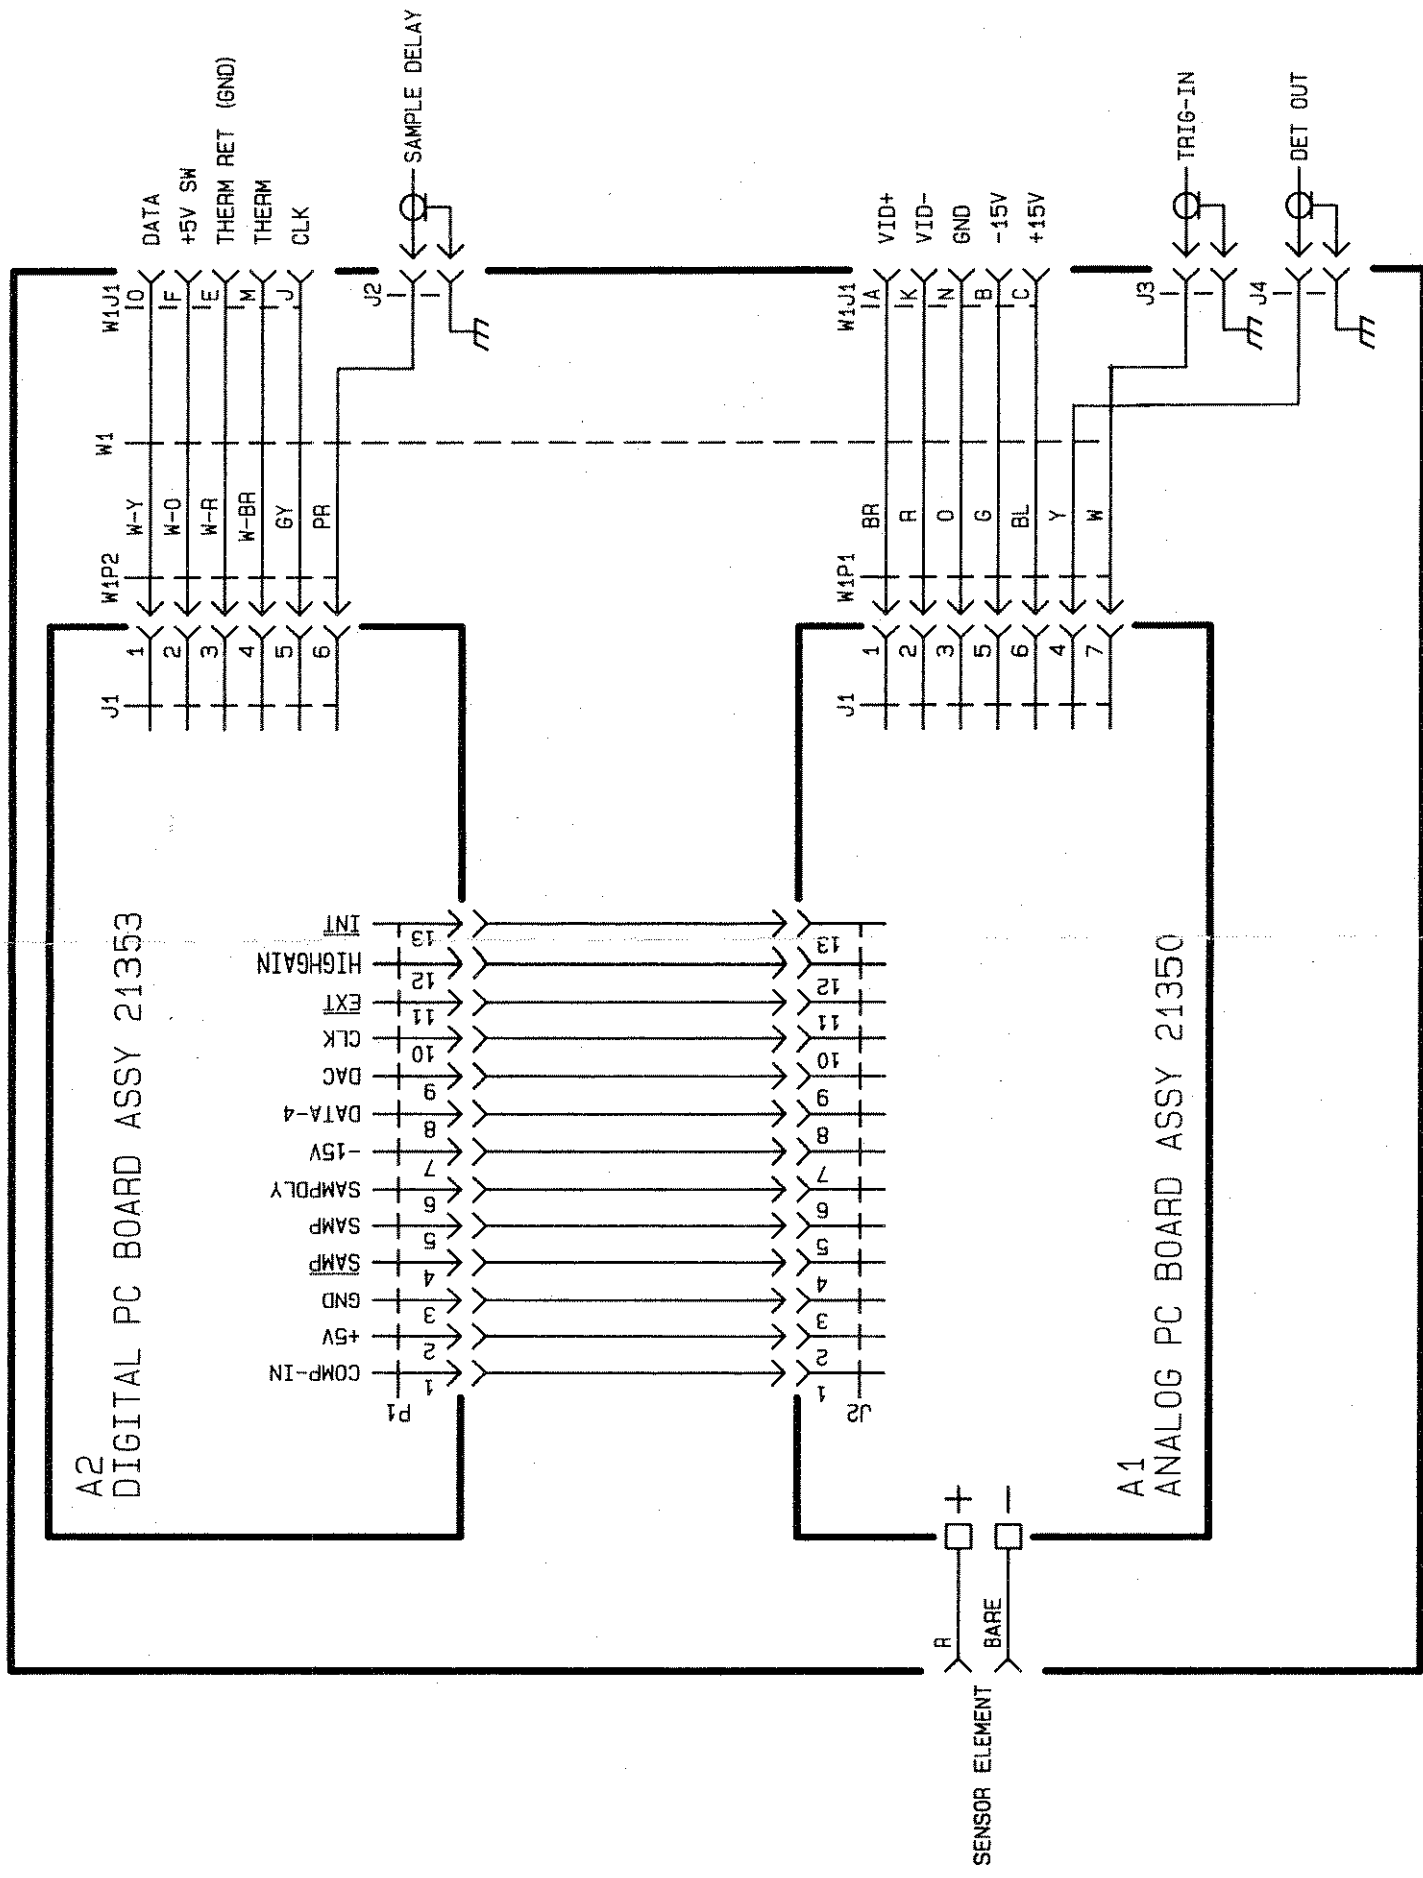 A2
DIGITAL PC BOARD ASSY 21353
J1
1
2
3
4
5
6
W1P2
W-Y
W-O
W-R
W-BR
GY
PR
W1
W1J1
O
F
E
M
J
DATA
+5V SW
THERM RET (GND)
THERM
CLK
J2
SAMPLE DELAY
P1
COMP-IN 1
+5V 2
GND 3
SAMP 4
SAMP 5
SAMPDLY 6
-15V 7
DATA-4 8
DAC 9
CLK 10
EXT 11
HIGHGAIN 12
INT 13
J2
1
2
3
4
5
6
7
8
9
10
11
12
13
J1
1
2
3
5
6
4
7
W1P1
BR
R
O
G
BL
Y
W
W1J1
A
K
N
B
C
VID+
VID-
GND
-15V
+15V
J3
TRIG-IN
J4
DET OUT
A1
ANALOG PC BOARD ASSY 21350
+
-
R
BARE
SENSOR ELEMENT